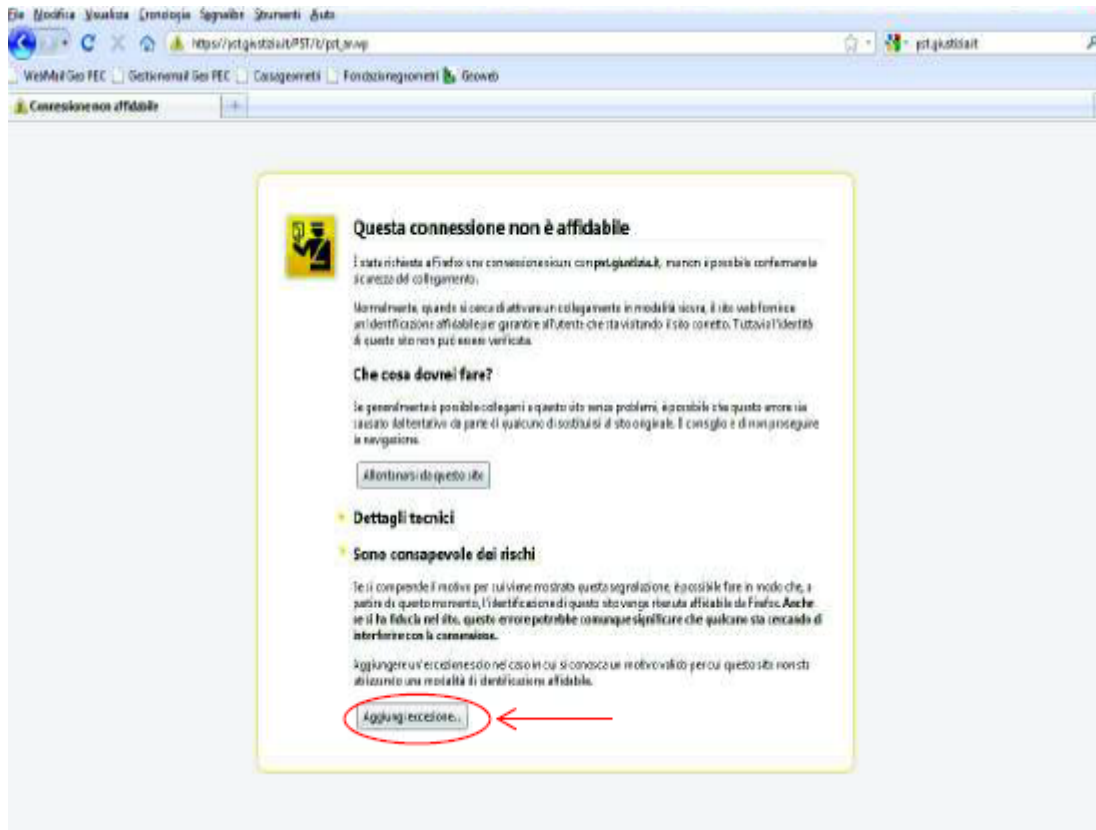 File Modifica Visualizza Cronologia Segnalibri Strumenti Aiuto
pst.giustizia.it
WebMail Geo PEC Gestionemail Geo PEC Cassageometri Fondazionegeometri Geoweb
Connessione non affidabile
Questa connessione non è affidabile
È stata richiesta a Firefox una connessione sicura con pst.giustizia.it, ma non è possibile confermare la
sicurezza del collegamento.
Normalmente, quando si cerca di attivare un collegamento in modalità sicura, il sito web fornisce
un'identificazione affidabile per garantire all'utente che sta visitando il sito corretto. Tuttavia l'identità
di questo sito non può essere verificata.
Che cosa dovrei fare?
Se generalmente è possibile collegarsi a questo sito senza problemi, è possibile che questo errore sia
causato dal tentativo da parte di qualcuno di sostituirsi al sito originale. Il consiglio è di non proseguire
la navigazione.
Allontanarsi da questo sito
Dettagli tecnici
Sono consapevole dei rischi
Se si comprende il motivo per cui viene mostrata questa segnalazione, è possibile fare in modo che, a
partire da questo momento, l'identificazione di questo sito venga ritenuta affidabile da Firefox. Anche
se si ha fiducia nel sito, questo errore potrebbe comunque significare che qualcuno sta cercando di
interferire con la connessione.
Aggiungere un'eccezione solo nel caso in cui si conosca un motivo valido per cui questo sito non stia
utilizzando una modalità di identificazione affidabile.
Aggiungi eccezione...